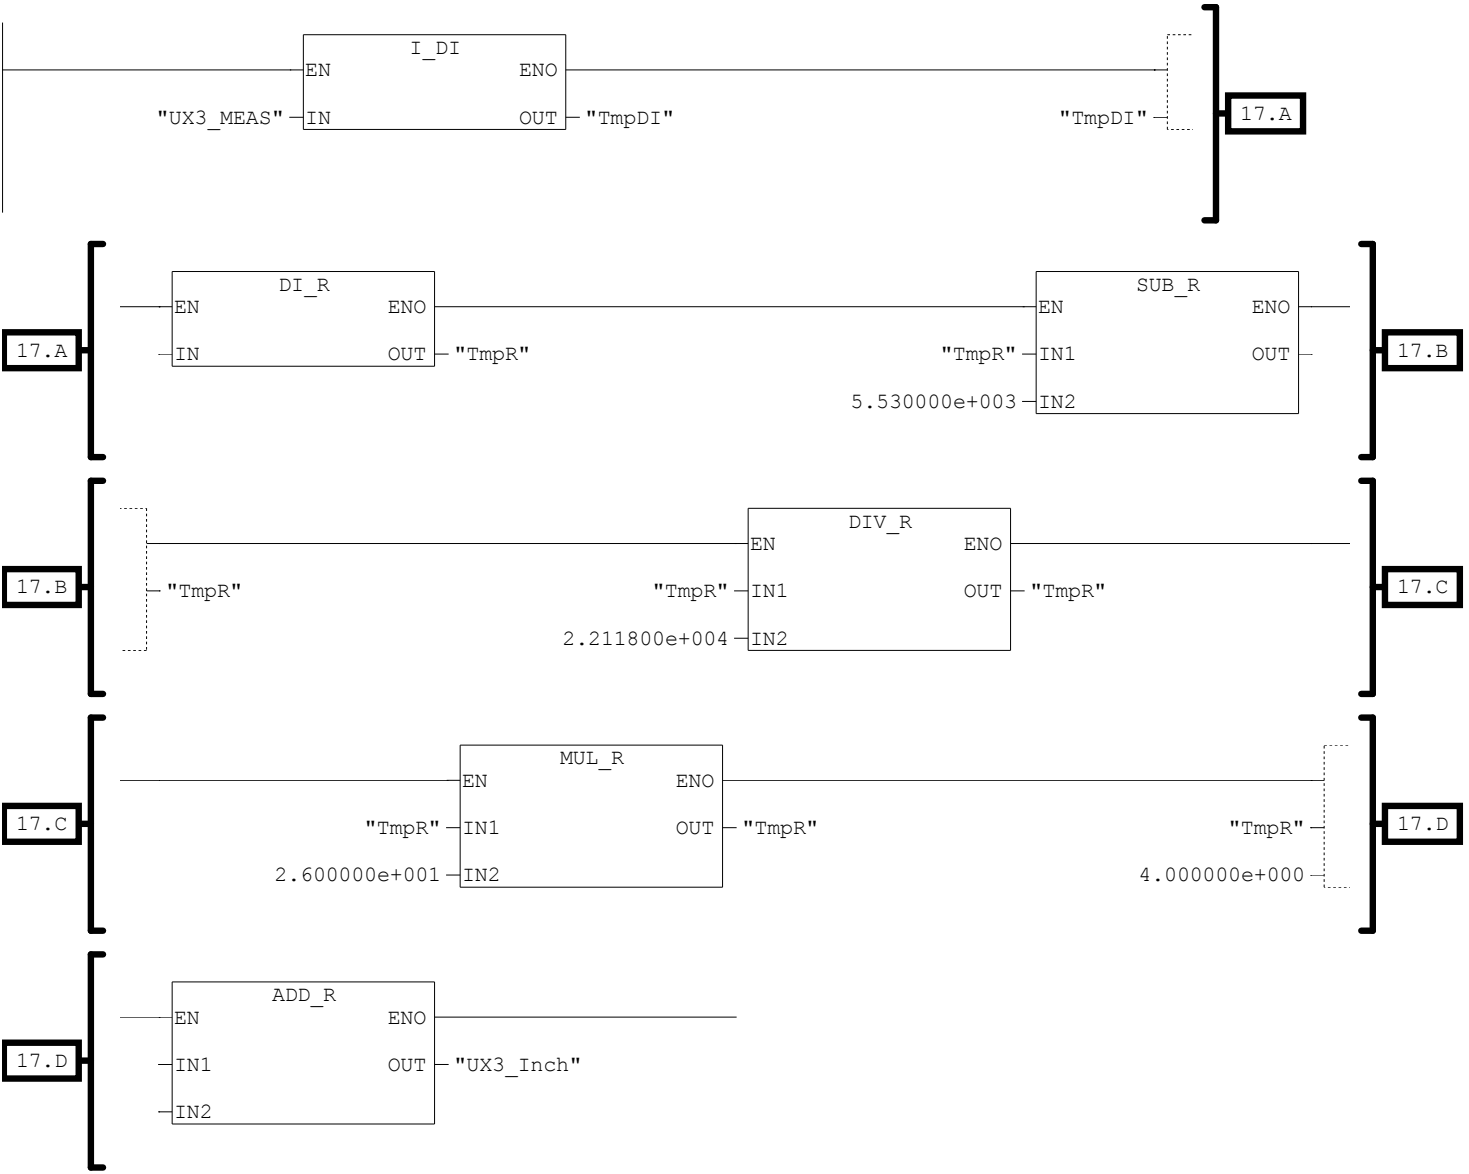 I_DI
EN ENO
"UX3_MEAS" IN OUT "TmpDI" "TmpDI" 17.A
DI_R SUB_R
EN ENO EN ENO
17.A IN OUT "TmpR" "TmpR" IN1 OUT 17.B
5.530000e+003 IN2
DIV_R
EN ENO
17.B "TmpR" "TmpR" IN1 OUT "TmpR" 17.C
2.211800e+004 IN2
MUL_R
EN ENO
17.C "TmpR" IN1 OUT "TmpR" "TmpR" 17.D
2.600000e+001 IN2 4.000000e+000
ADD_R
EN ENO
17.D IN1 OUT "UX3_Inch"
IN2